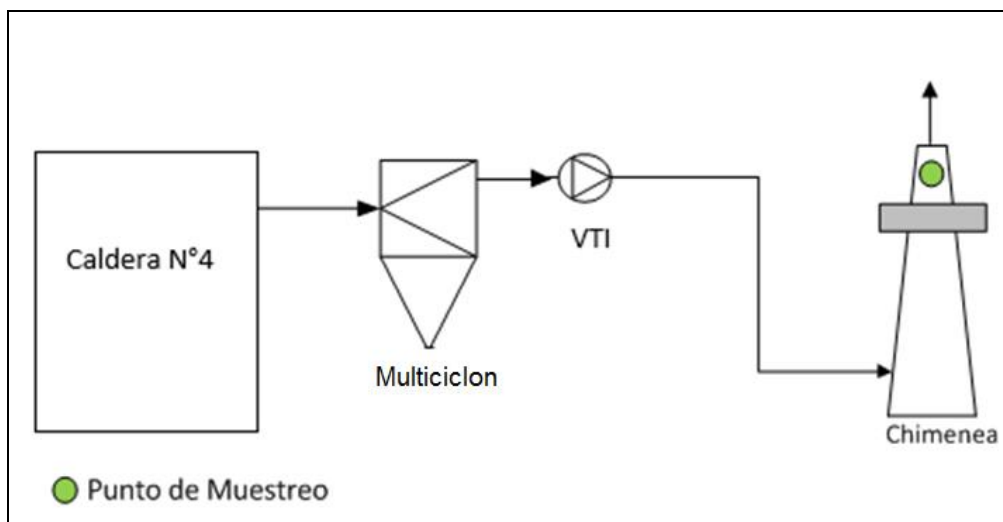 Caldera N°4
Multiciclon
VTI
Chimenea
Punto de Muestreo